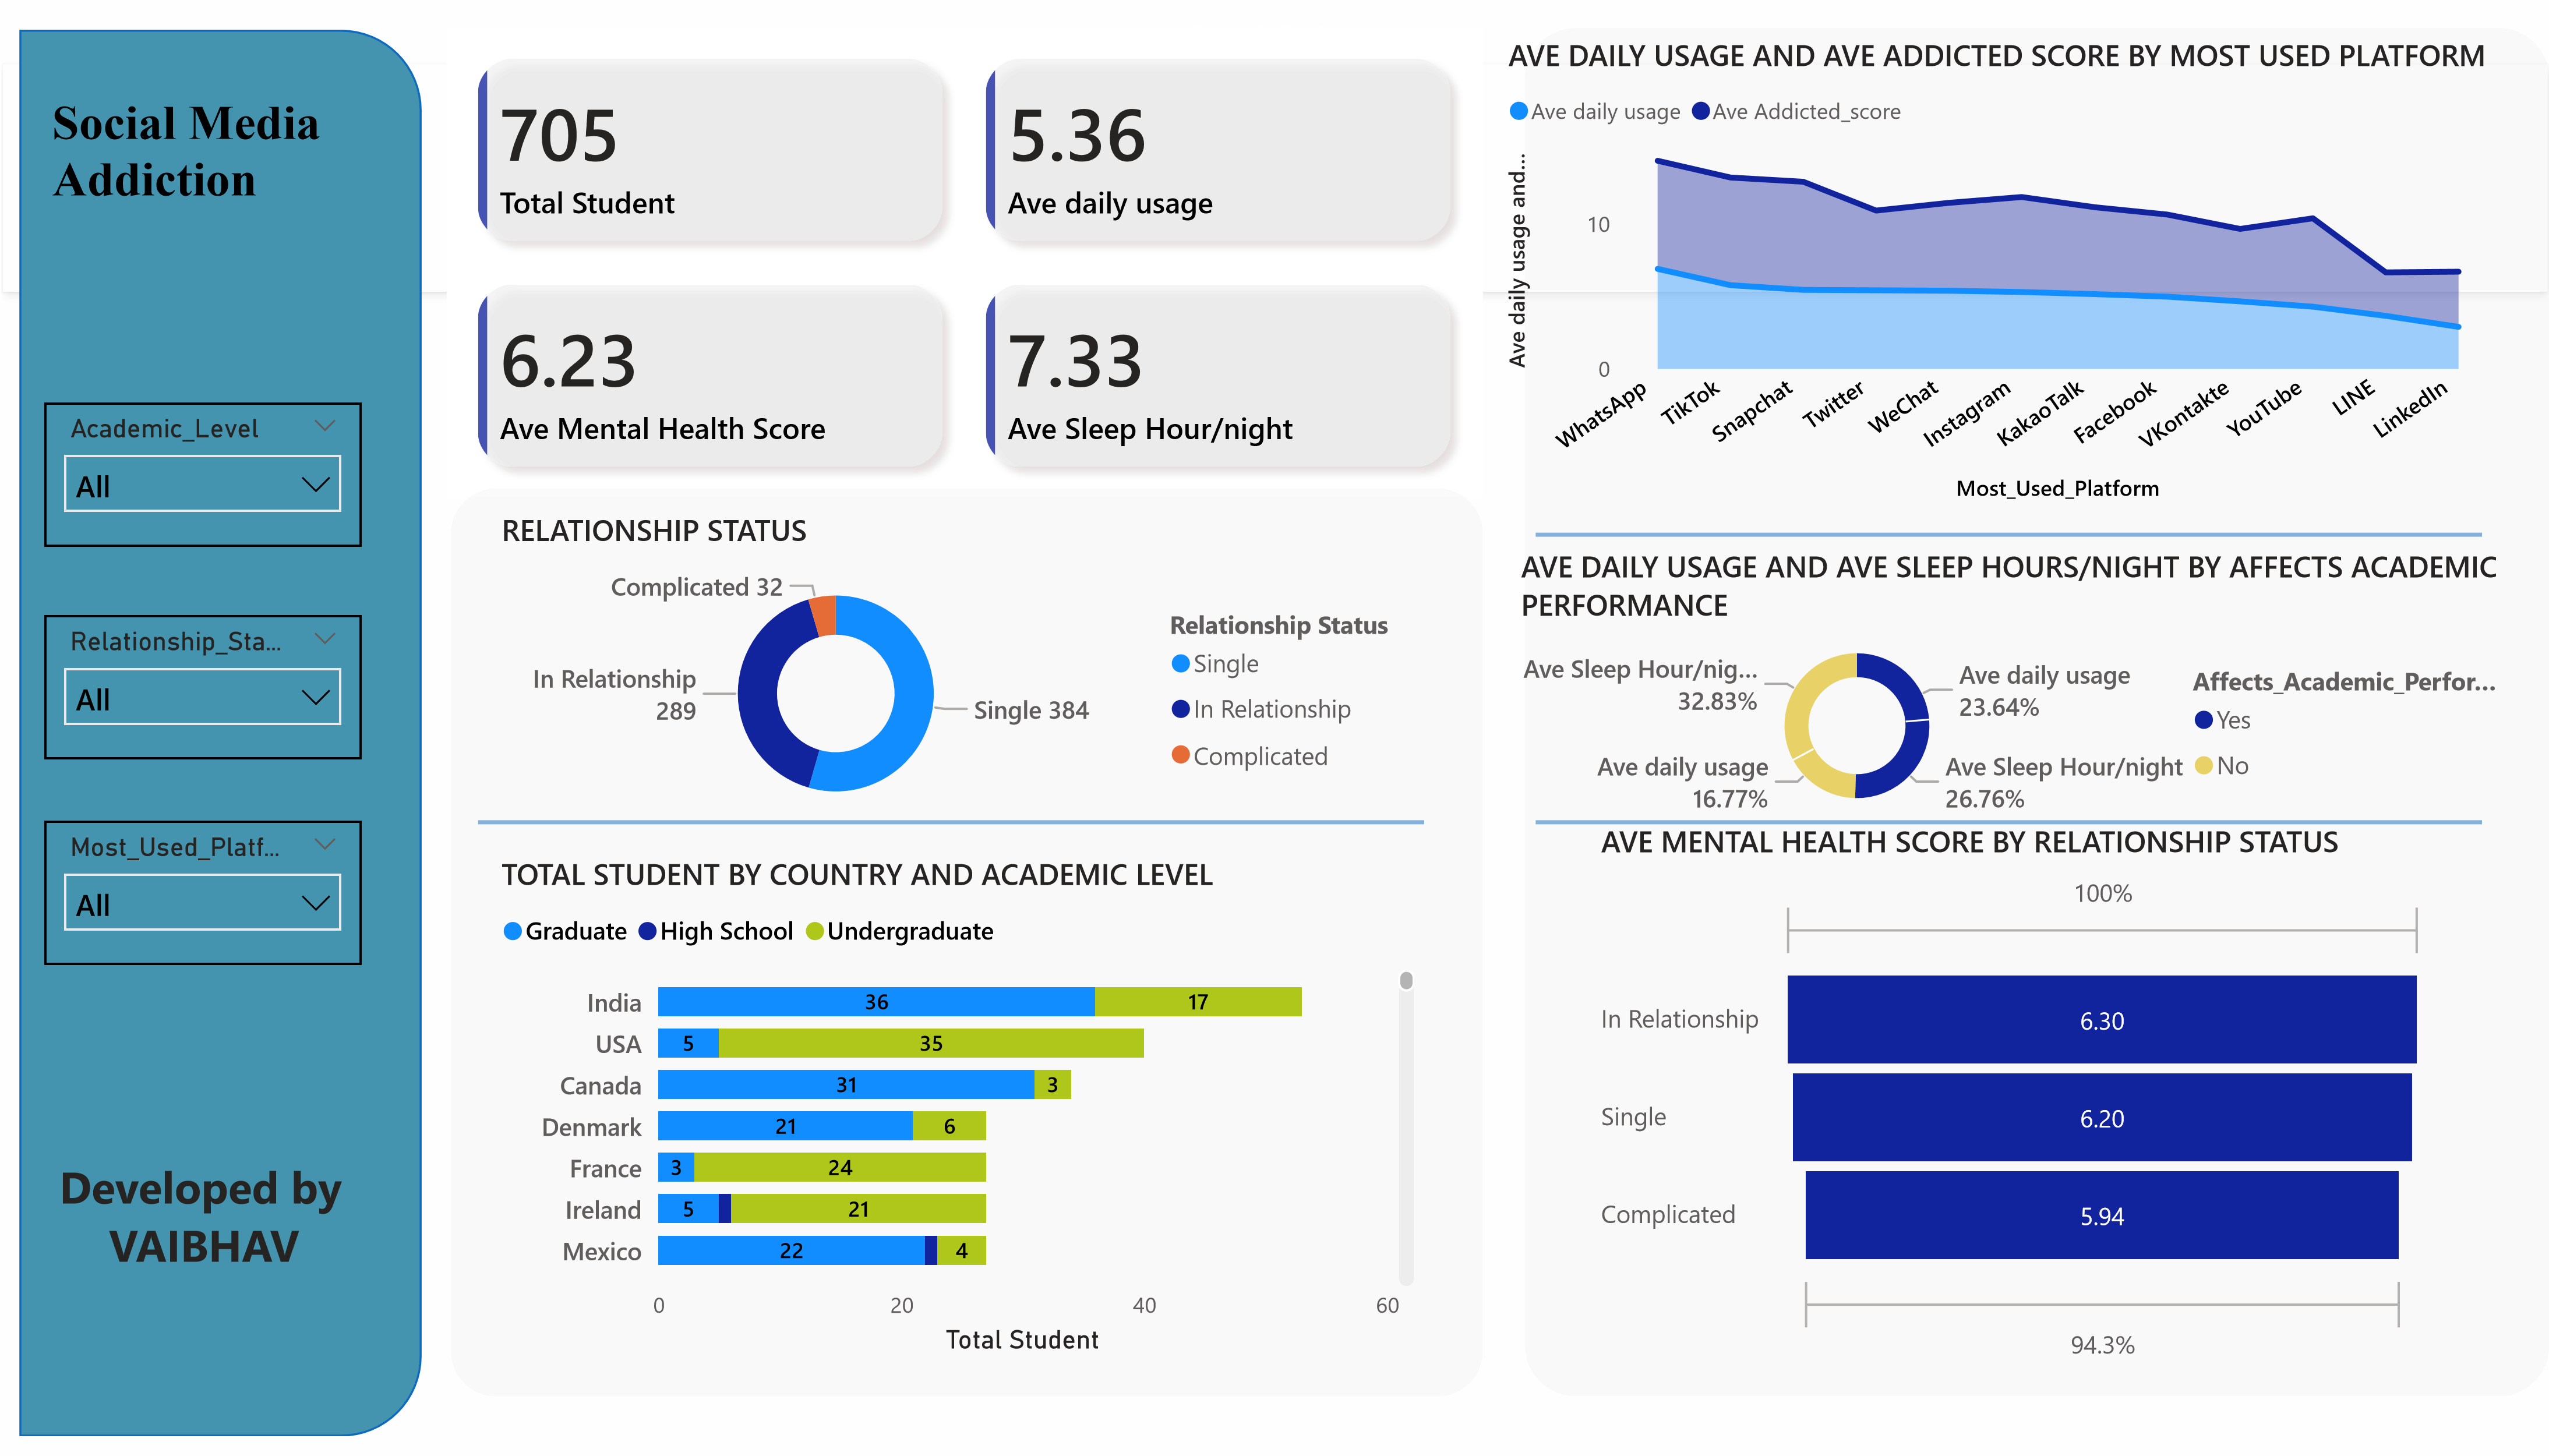 Social Media
Addiction
Academic_Level
All
Relationship_Sta...
All
Most_Used_Platf...
All
Developed by
VAIBHAV
705
Total Student
5.36
Ave daily usage
6.23
Ave Mental Health Score
7.33
Ave Sleep Hour/night
RELATIONSHIP STATUS
Complicated 32
In Relationship
289
Single 384
Relationship Status
Single
In Relationship
Complicated
TOTAL STUDENT BY COUNTRY AND ACADEMIC LEVEL
Graduate High School Undergraduate
India 36 17
USA 5 35
Canada 31 3
Denmark 21 6
France 3 24
Ireland 5 21
Mexico 22 4
0 20 40 60
Total Student
AVE DAILY USAGE AND AVE ADDICTED SCORE BY MOST USED PLATFORM
Ave daily usage Ave Addicted_score
Ave daily usage and...
10
0
WhatsApp TikTok Snapchat Twitter WeChat Instagram KakaoTalk Facebook VKontakte YouTube LINE LinkedIn
Most_Used_Platform
AVE DAILY USAGE AND AVE SLEEP HOURS/NIGHT BY AFFECTS ACADEMIC
PERFORMANCE
Ave Sleep Hour/nig...
32.83%
Ave daily usage
23.64%
Ave daily usage
16.77%
Ave Sleep Hour/night
26.76%
Affects_Academic_Perfor...
Yes
No
AVE MENTAL HEALTH SCORE BY RELATIONSHIP STATUS
100%
In Relationship 6.30
Single 6.20
Complicated 5.94
94.3%